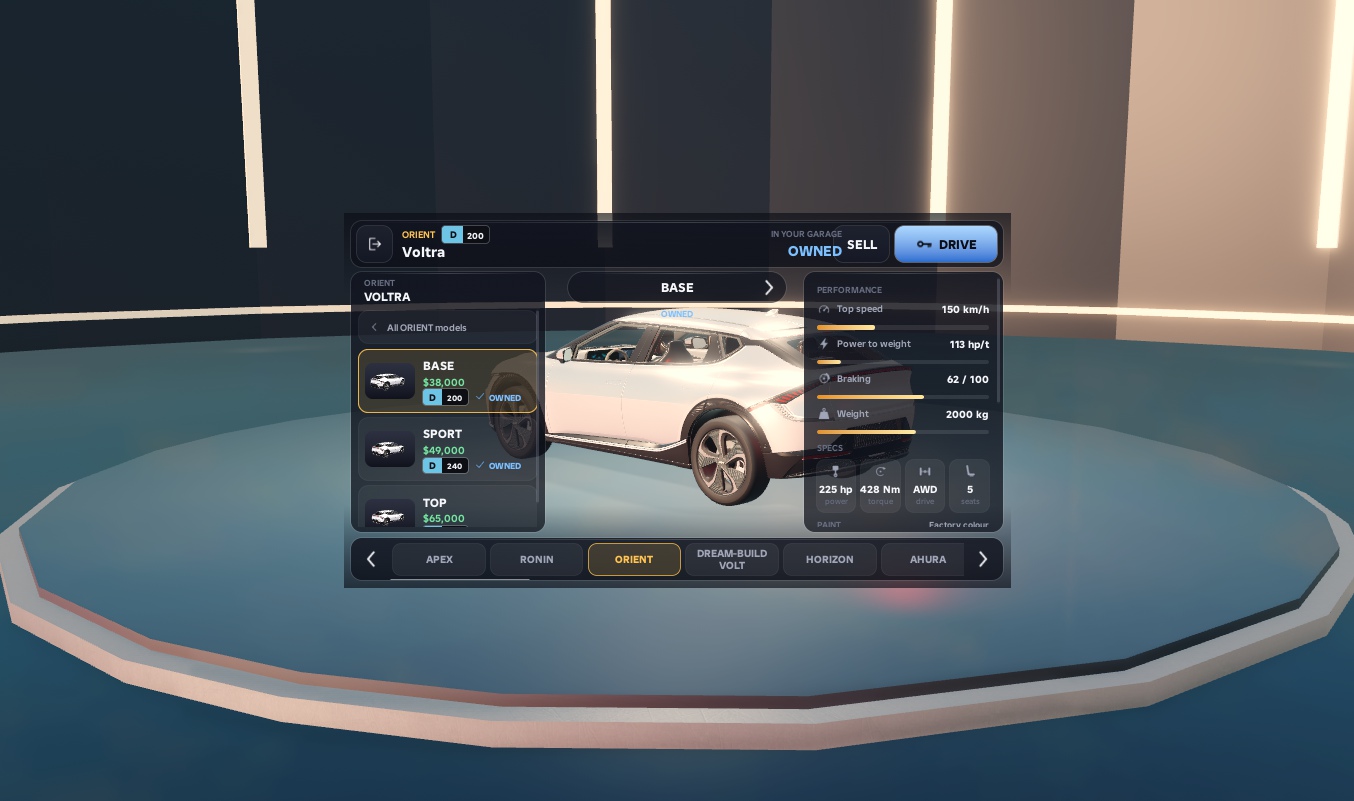 ORIENT D 200
Voltra
IN YOUR GARAGE
OWNED
SELL
DRIVE
ORIENT
VOLTRA
All ORIENT models
BASE
$38,000
D 200 OWNED
SPORT
$49,000
D 240 OWNED
TOP
$65,000
BASE
OWNED
PERFORMANCE
Top speed 150 km/h
Power to weight 113 hp/t
Braking 62 / 100
Weight 2000 kg
SPECS
225 hp 428 Nm AWD 5
power torque drive seats
PAINT Factory colour
APEX
RONIN
ORIENT
DREAM-BUILD
VOLT
HORIZON
AHURA